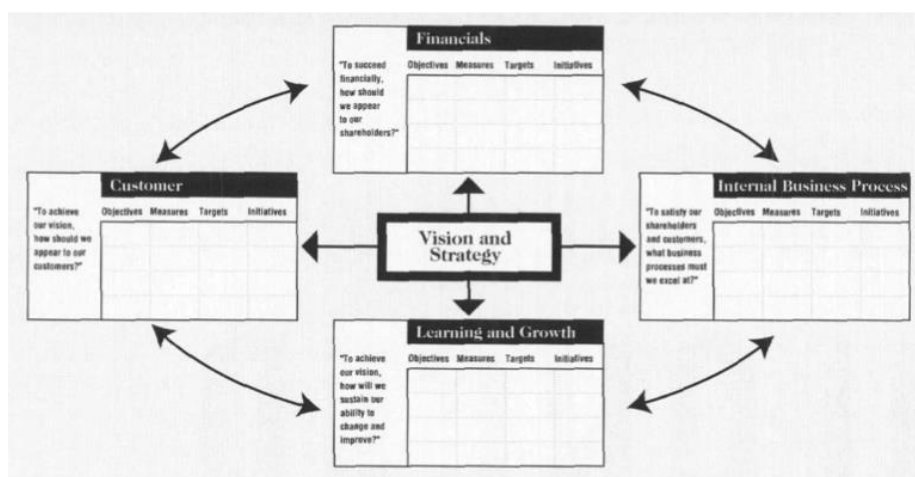 Financials
"To succeed
financially,
how should
we appear
to our
shareholders?"
Objectives Measures Targets Initiatives
Customer
"To achieve
our vision,
how should we
appear to our
customers?"
Objectives Measures Targets Initiatives
Vision and
Strategy
Internal Business Process
"To satisfy our
shareholders
and customers,
what business
processes must
we excel at?"
Objectives Measures Targets Initiatives
Learning and Growth
"To achieve
our vision,
how will we
sustain our
ability to
change and
improve?"
Objectives Measures Targets Initiatives